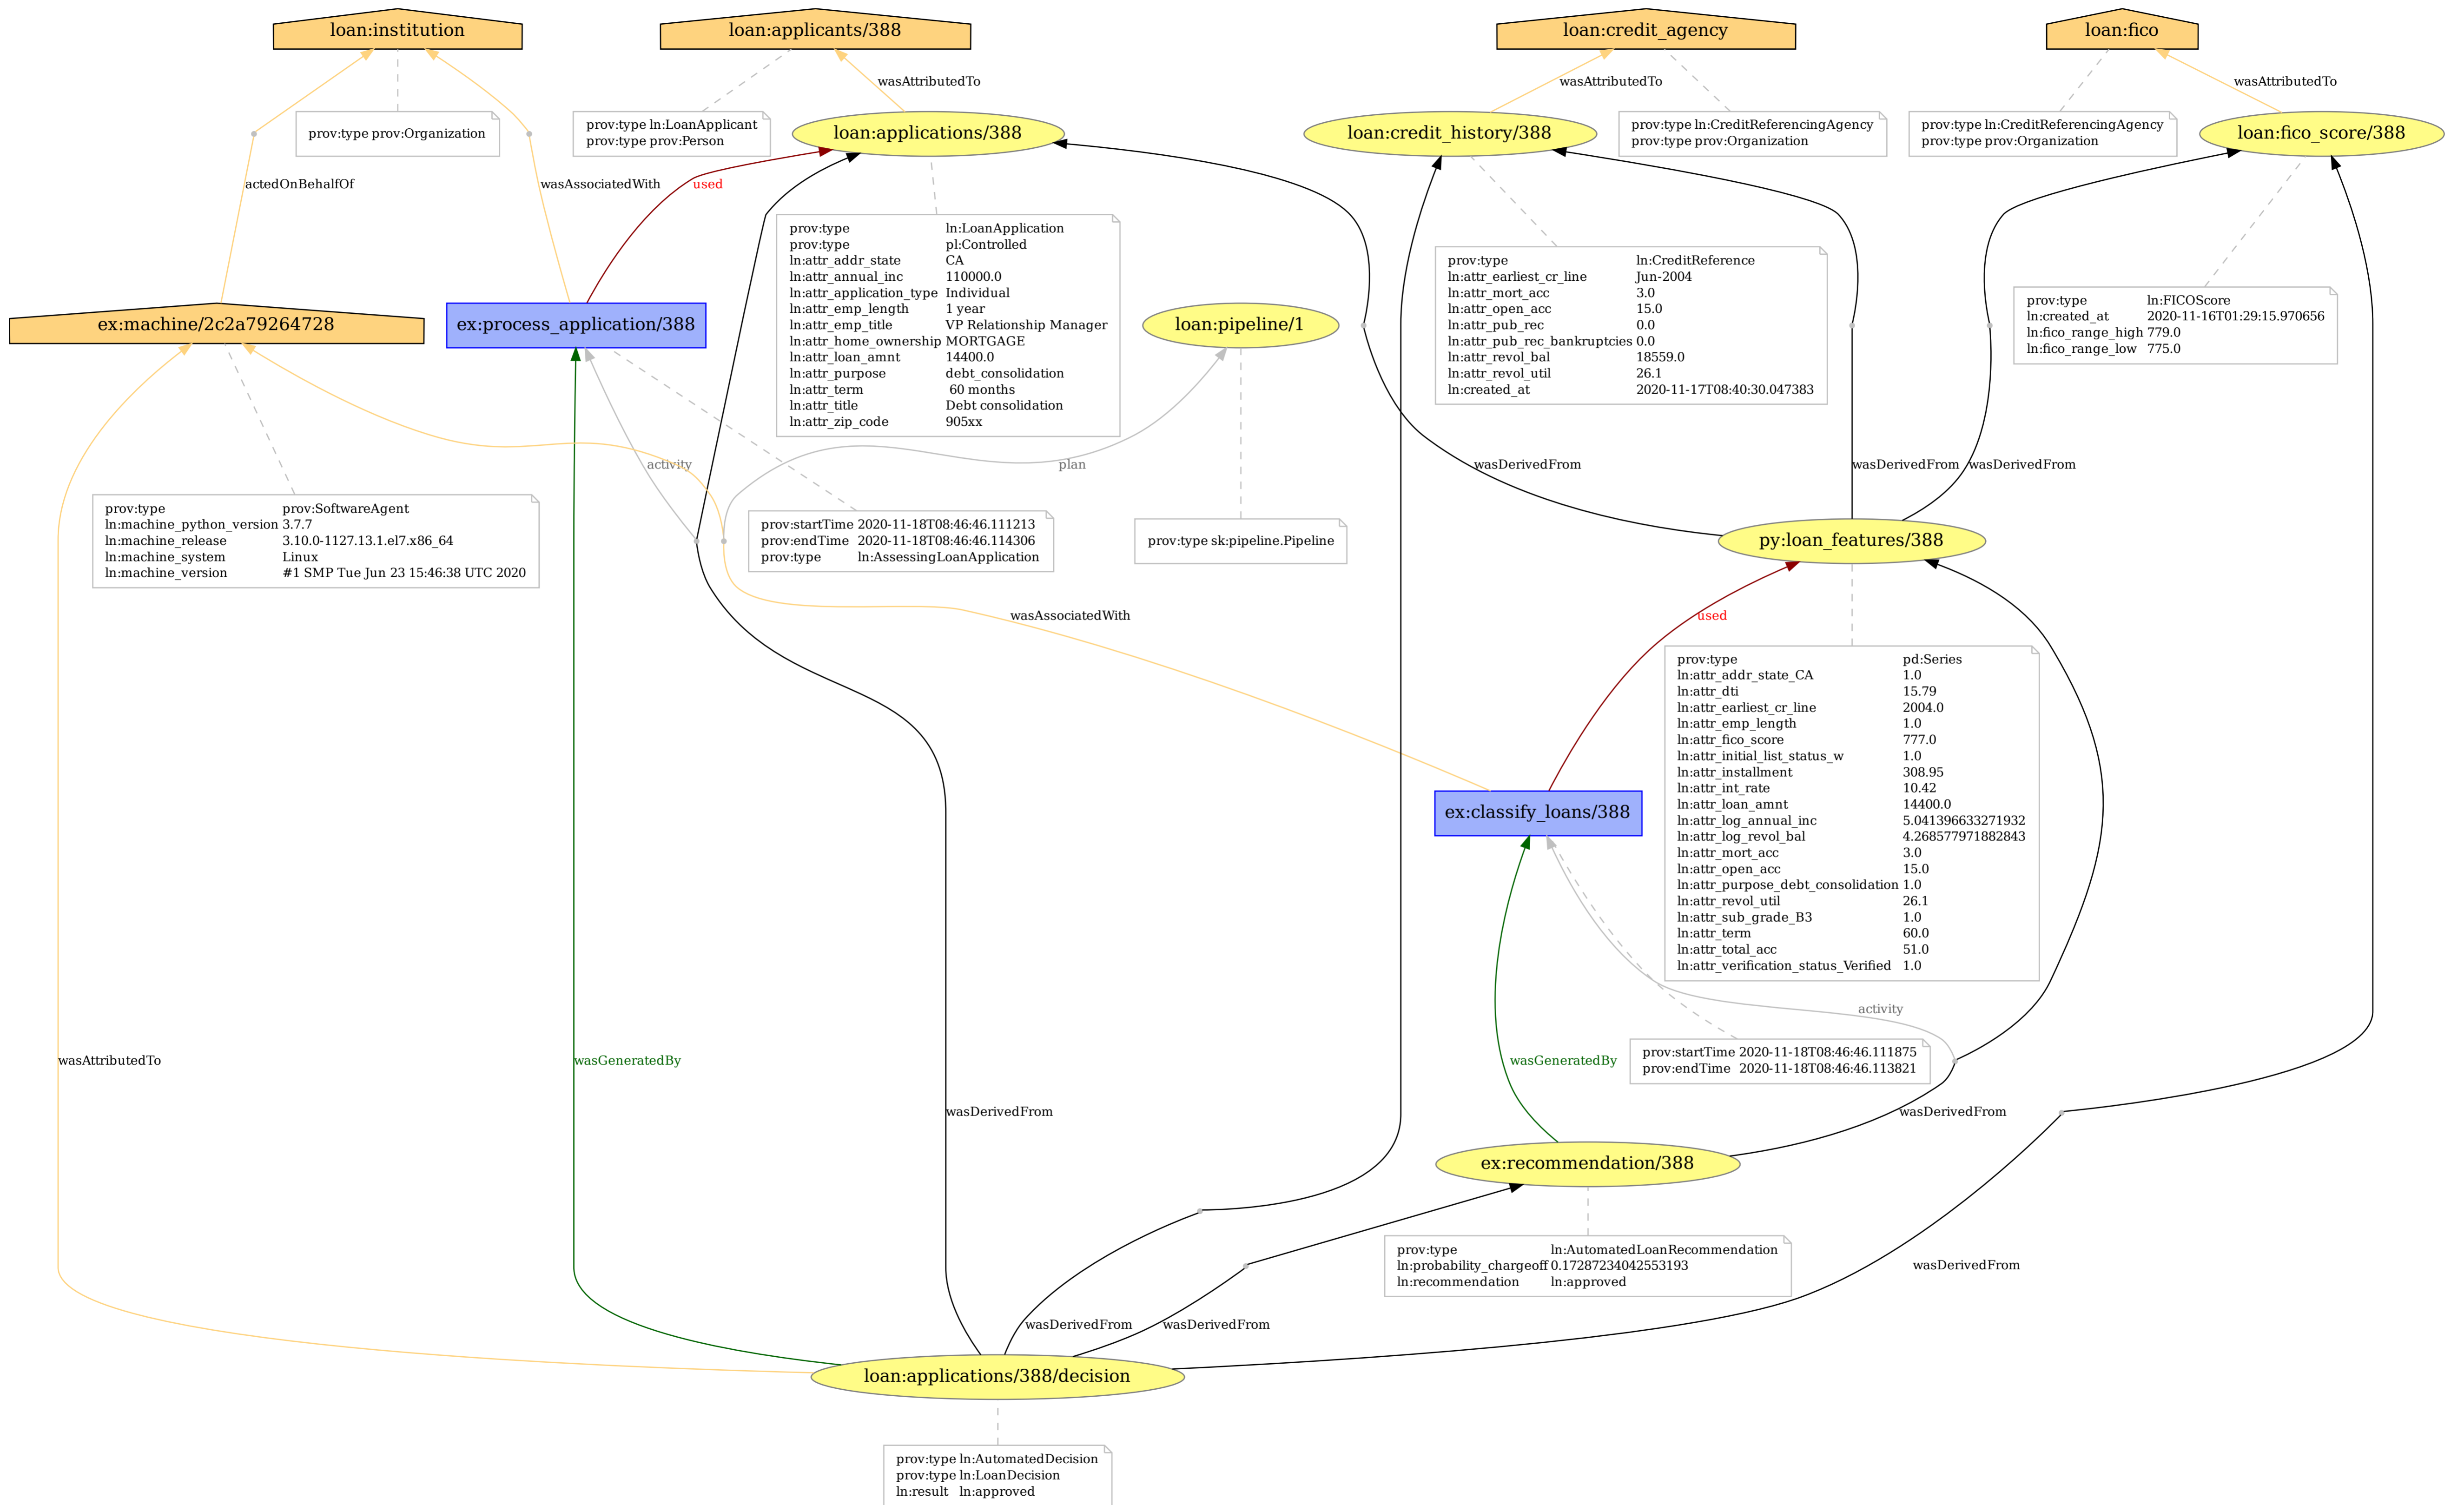 loan:institution
loan:applicants/388
loan:credit_agency
loan:fico
wasAttributedTo
wasAttributedTo
wasAttributedTo
prov:type prov:Organization
prov:type ln:LoanApplicant
prov:type prov:Person
loan:applications/388
loan:credit_history/388
prov:type ln:CreditReferencingAgency
prov:type prov:Organization
prov:type ln:CreditReferencingAgency
prov:type prov:Organization
loan:fico_score/388
actedOnBehalfOf
wasAssociatedWith
used
prov:type ln:LoanApplication
prov:type pl:Controlled
ln:attr_addr_state CA
ln:attr_annual_inc 110000.0
ln:attr_application_type Individual
ln:attr_emp_length 1 year
ln:attr_emp_title VP Relationship Manager
ln:attr_home_ownership MORTGAGE
ln:attr_loan_amnt 14400.0
ln:attr_purpose debt_consolidation
ln:attr_term 60 months
ln:attr_title Debt consolidation
ln:attr_zip_code 905xx
prov:type ln:CreditReference
ln:attr_earliest_cr_line Jun-2004
ln:attr_mort_acc 3.0
ln:attr_open_acc 15.0
ln:attr_pub_rec 0.0
ln:attr_pub_rec_bankruptcies 0.0
ln:attr_revol_bal 18559.0
ln:attr_revol_util 26.1
ln:created_at 2020-11-17T08:40:30.047383
prov:type ln:FICOScore
ln:created_at 2020-11-16T01:29:15.970656
ln:fico_range_high 779.0
ln:fico_range_low 775.0
ex:machine/2c2a79264728
ex:process_application/388
loan:pipeline/1
activity
plan
wasDerivedFrom
wasDerivedFrom
wasDerivedFrom
prov:type prov:SoftwareAgent
ln:machine_python_version 3.7.7
ln:machine_release 3.10.0-1127.13.1.el7.x86_64
ln:machine_system Linux
ln:machine_version #1 SMP Tue Jun 23 15:46:38 UTC 2020
prov:startTime 2020-11-18T08:46:46.111213
prov:endTime 2020-11-18T08:46:46.114306
prov:type ln:AssessingLoanApplication
prov:type sk:pipeline.Pipeline
py:loan_features/388
wasAssociatedWith
used
prov:type pd:Series
ln:attr_addr_state_CA 1.0
ln:attr_dti 15.79
ln:attr_earliest_cr_line 2004.0
ln:attr_emp_length 1.0
ln:attr_fico_score 777.0
ln:attr_initial_list_status_w 1.0
ln:attr_installment 308.95
ln:attr_int_rate 10.42
ln:attr_loan_amnt 14400.0
ln:attr_log_annual_inc 5.041396633271932
ln:attr_log_revol_bal 4.268577971882843
ln:attr_mort_acc 3.0
ln:attr_open_acc 15.0
ln:attr_purpose_debt_consolidation 1.0
ln:attr_revol_util 26.1
ln:attr_sub_grade_B3 1.0
ln:attr_term 60.0
ln:attr_total_acc 51.0
ln:attr_verification_status_Verified 1.0
ex:classify_loans/388
activity
wasAttributedTo
wasGeneratedBy
wasGeneratedBy
prov:startTime 2020-11-18T08:46:46.111875
prov:endTime 2020-11-18T08:46:46.113821
wasDerivedFrom
wasDerivedFrom
ex:recommendation/388
prov:type ln:AutomatedLoanRecommendation
ln:probability_chargeoff 0.17287234042553193
ln:recommendation ln:approved
wasDerivedFrom
wasDerivedFrom
wasDerivedFrom
loan:applications/388/decision
prov:type ln:AutomatedDecision
prov:type ln:LoanDecision
ln:result ln:approved